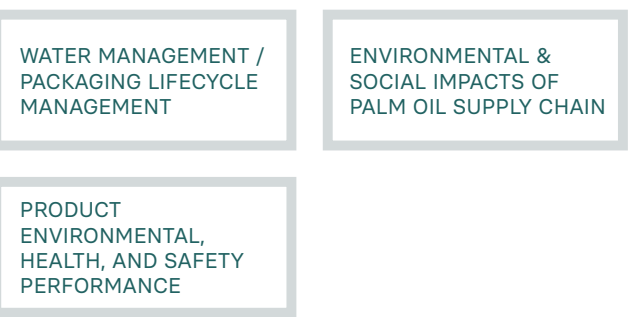 WATER MANAGEMENT /
PACKAGING LIFECYCLE
MANAGEMENT
ENVIRONMENTAL &
SOCIAL IMPACTS OF
PALM OIL SUPPLY CHAIN
PRODUCT
ENVIRONMENTAL,
HEALTH, AND SAFETY
PERFORMANCE